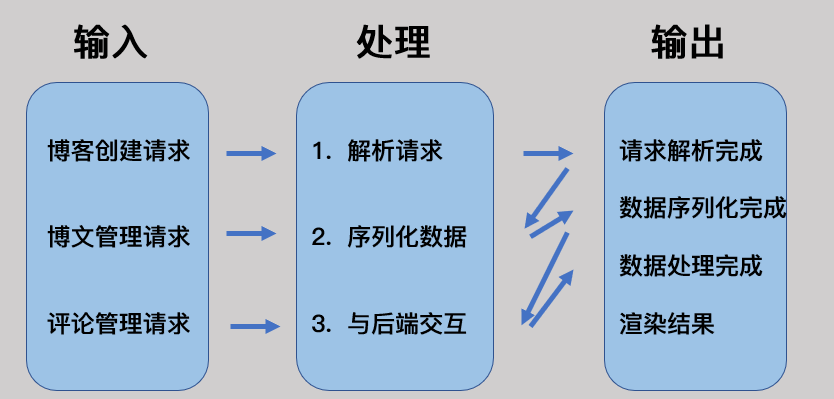 输入
处理
输出
博客创建请求
博文管理请求
评论管理请求
1. 解析请求
2. 序列化数据
3. 与后端交互
请求解析完成
数据序列化完成
数据处理完成
渲染结果